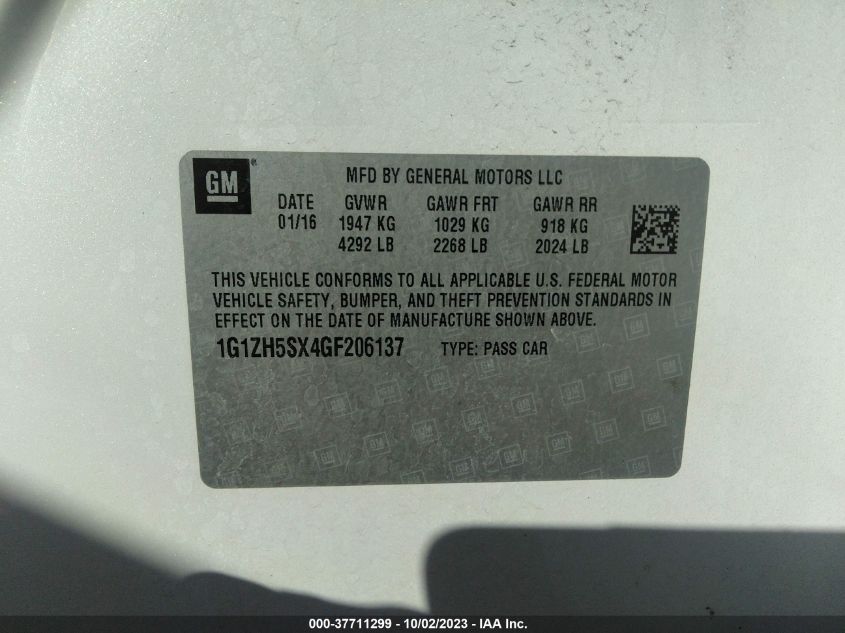 GM®
MFD BY GENERAL MOTORS LLC
DATE GVWR GAWR FRT GAWR RR
01/16 1947 KG 1029 KG 918 KG
4292 LB 2268 LB 2024 LB
THIS VEHICLE CONFORMS TO ALL APPLICABLE U.S. FEDERAL MOTOR
VEHICLE SAFETY, BUMPER, AND THEFT PREVENTION STANDARDS IN
EFFECT ON THE DATE OF MANUFACTURE SHOWN ABOVE.
1G1ZH5SX4GF206137 TYPE: PASS CAR
000-37711299 - 10/02/2023 - IAA Inc.